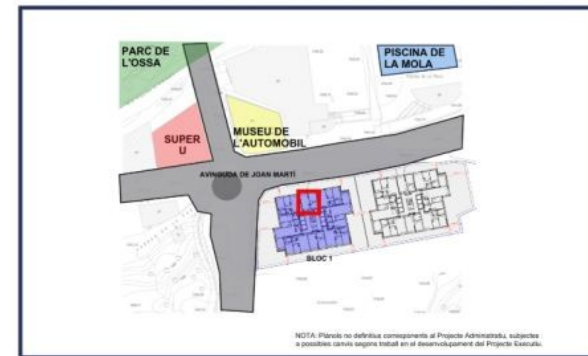 PARC DE
L'OSSA
PISCINA DE
LA MOLA
SUPER
U
MUSEU DE
L'AUTOMOBIL
AVINGUDA DE JOAN MARTÍ
BLOC 1
NOTA: Plànols no definitius corresponents al Projecte Administratiu, subjectes
a possibles canvis segons treball en el desenvolupament del Projecte Executiu.